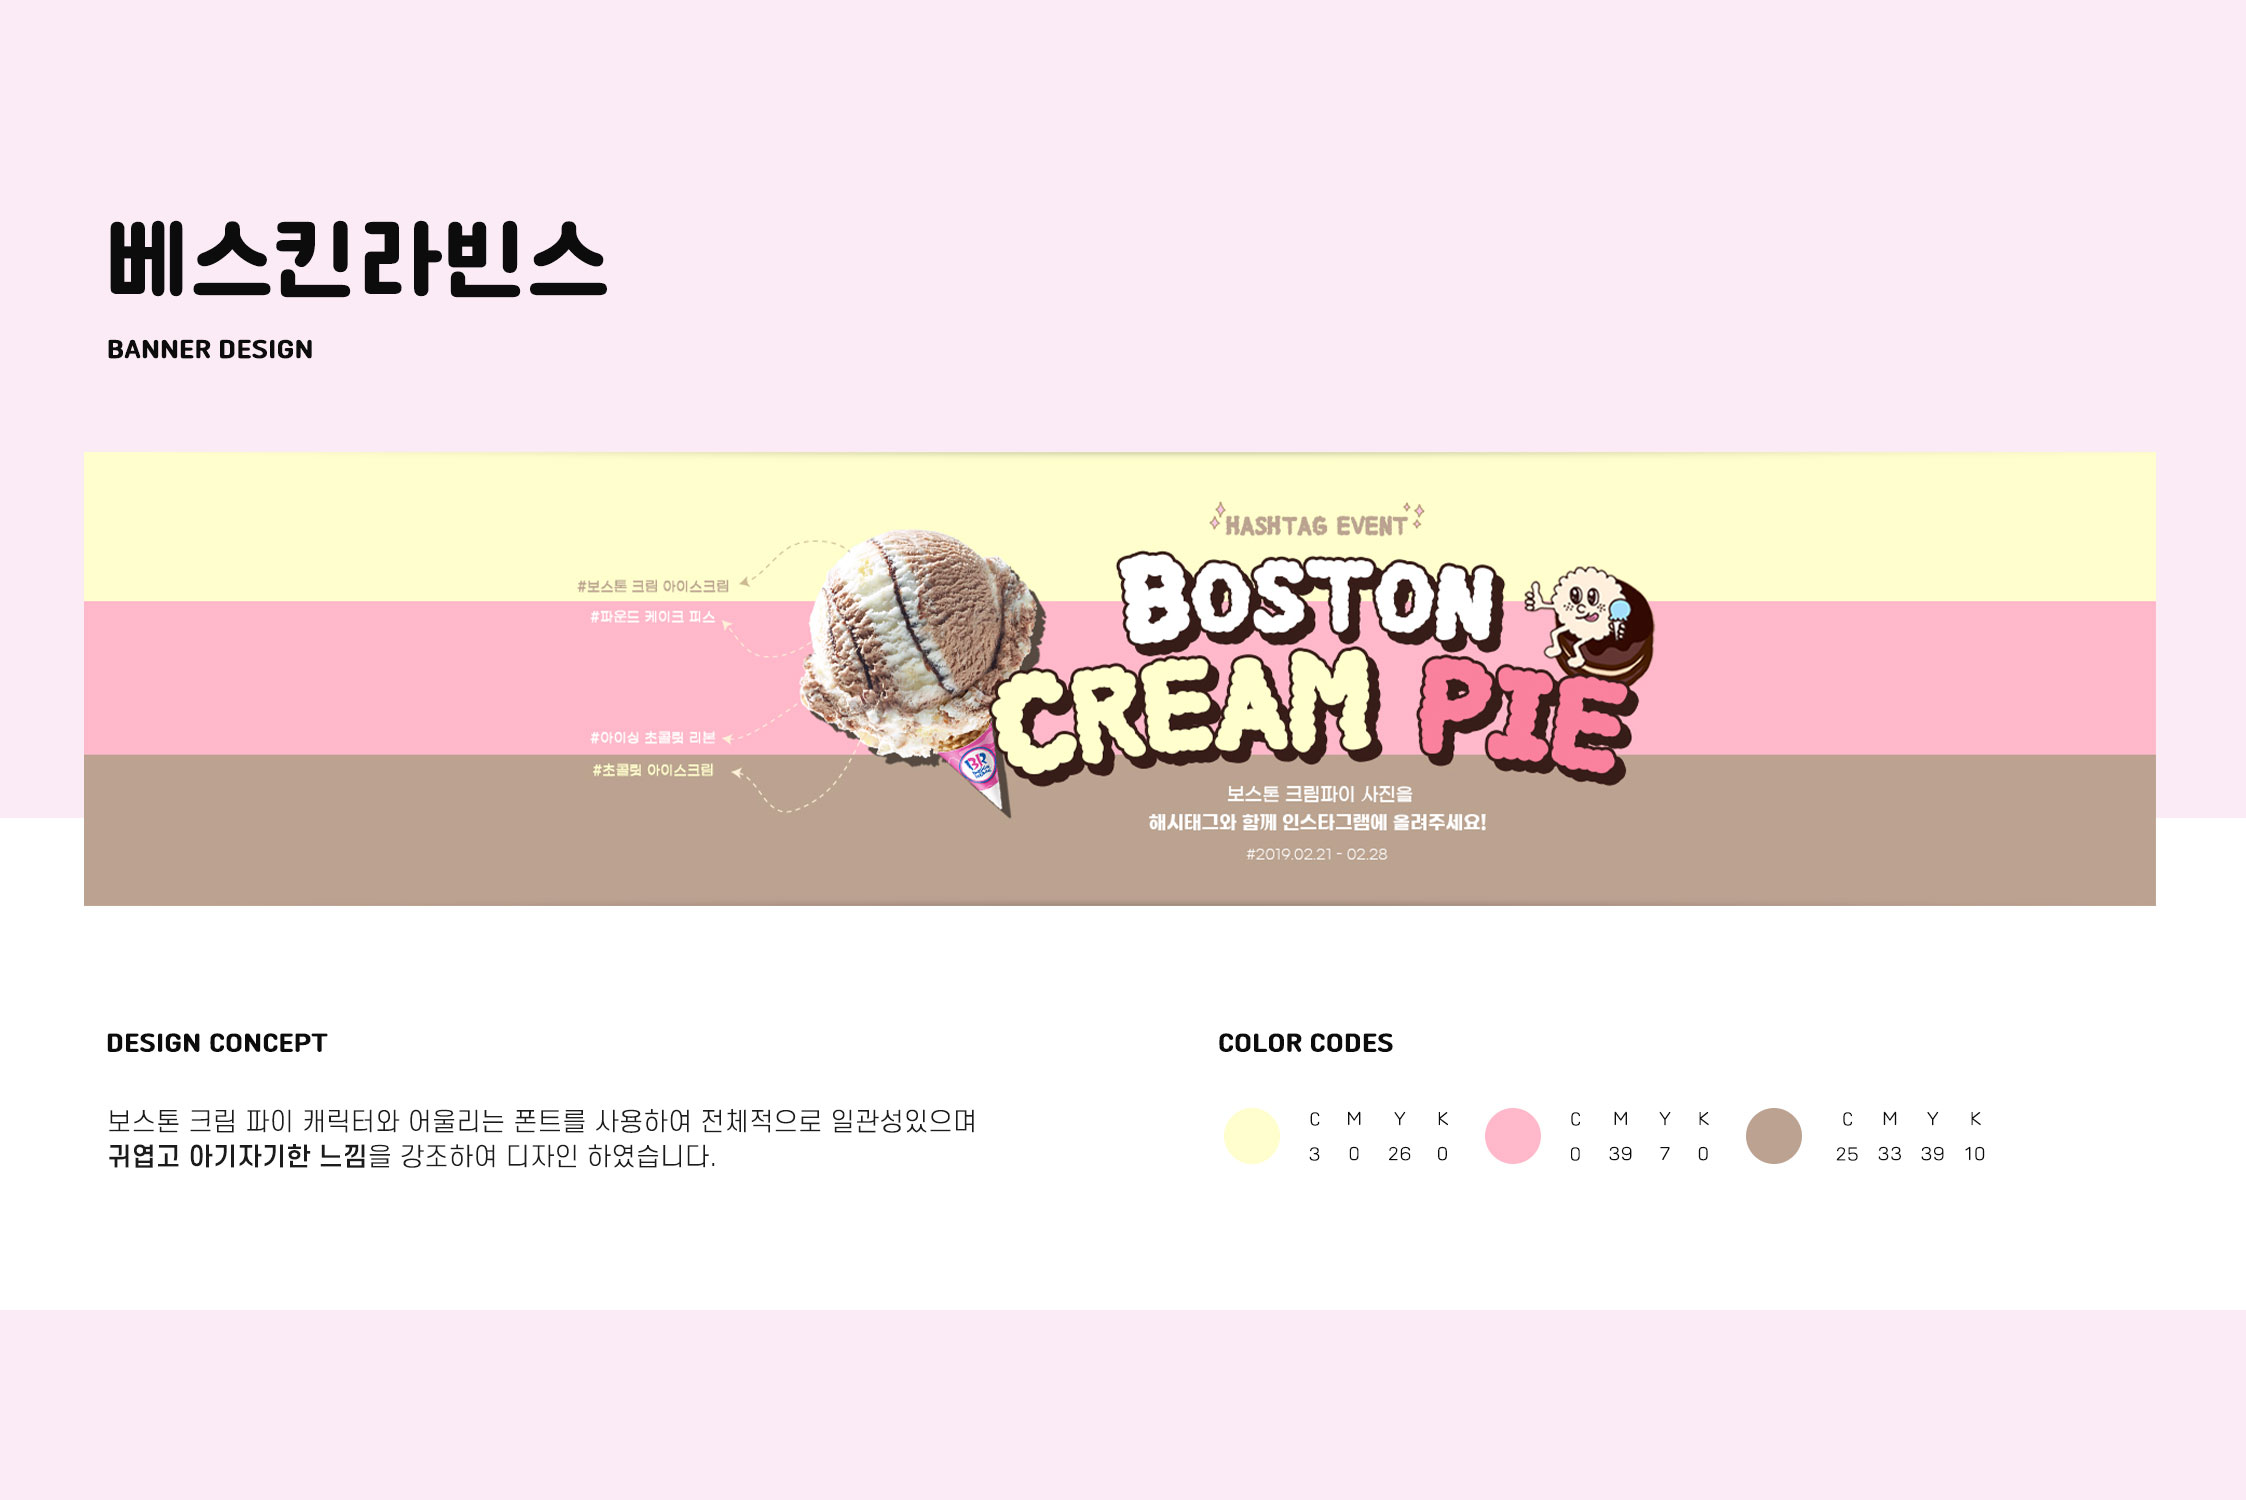 베스킨라빈스
BANNER DESIGN
HASHTAG EVENT
BOSTON
CREAM PIE
#보스톤 크림 아이스크림
#파운드 케이크 피스
#아이싱 초콜릿 리본
#초콜릿 아이스크림
BR
보스톤 크림파이 사진을
해시태그와 함께 인스타그램에 올려주세요!
#2019.02.21 - 02.28
DESIGN CONCEPT
보스톤 크림 파이 캐릭터와 어울리는 폰트를 사용하여 전체적으로 일관성있으며
귀엽고 아기자기한 느낌을 강조하여 디자인 하였습니다.
COLOR CODES
C M Y K
3 0 26 0
C M Y K
0 39 7 0
C M Y K
25 33 39 10